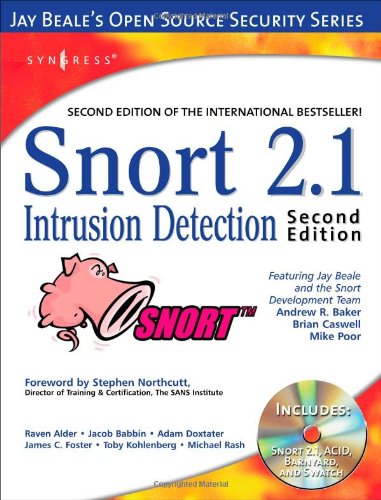 JAY BEALE'S OPEN SOURCE SECURITY SERIES
SYNGRESS®
SECOND EDITION OF THE INTERNATIONAL BESTSELLER!
Snort 2.1
Intrusion Detection Second Edition
Featuring Jay Beale
and the Snort
Development Team
Andrew R. Baker
Brian Caswell
Mike Poor
SNORT™
Foreword by Stephen Northcutt,
Director of Training & Certification, The SANS Institute
Raven Alder • Jacob Babbin • Adam Doxtater
James C. Foster • Toby Kohlenberg • Michael Rash
INCLUDES:
SNORT 2.1, ACID,
BARNYARD,
AND SWATCH